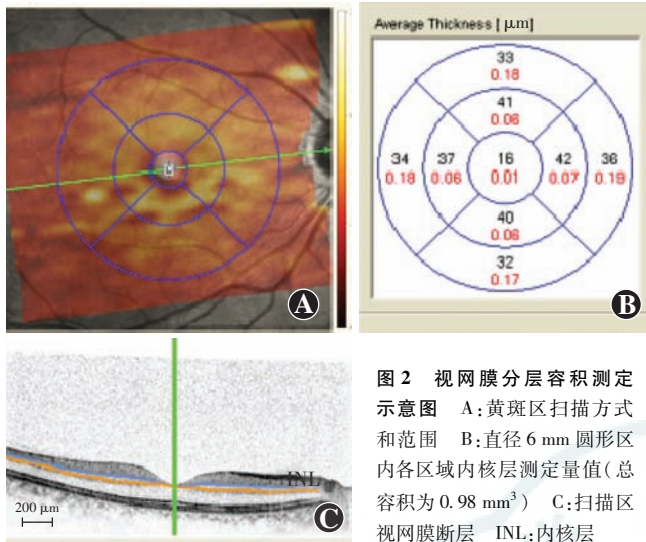 A
Average Thickness [ μm]
33
0.18
41
0.06
34
0.18
37
0.06
16
0.01
42
0.07
36
0.19
40
0.06
32
0.17
B
INL
200 μm
C
图 2 视网膜分层容积测定
示意图 A:黄斑区扫描方式
和范围 B:直径 6 mm 圆形区
内各区域内核层测定量值(总
容积为 0.98 mm³) C:扫描区
视网膜断层 INL:内核层